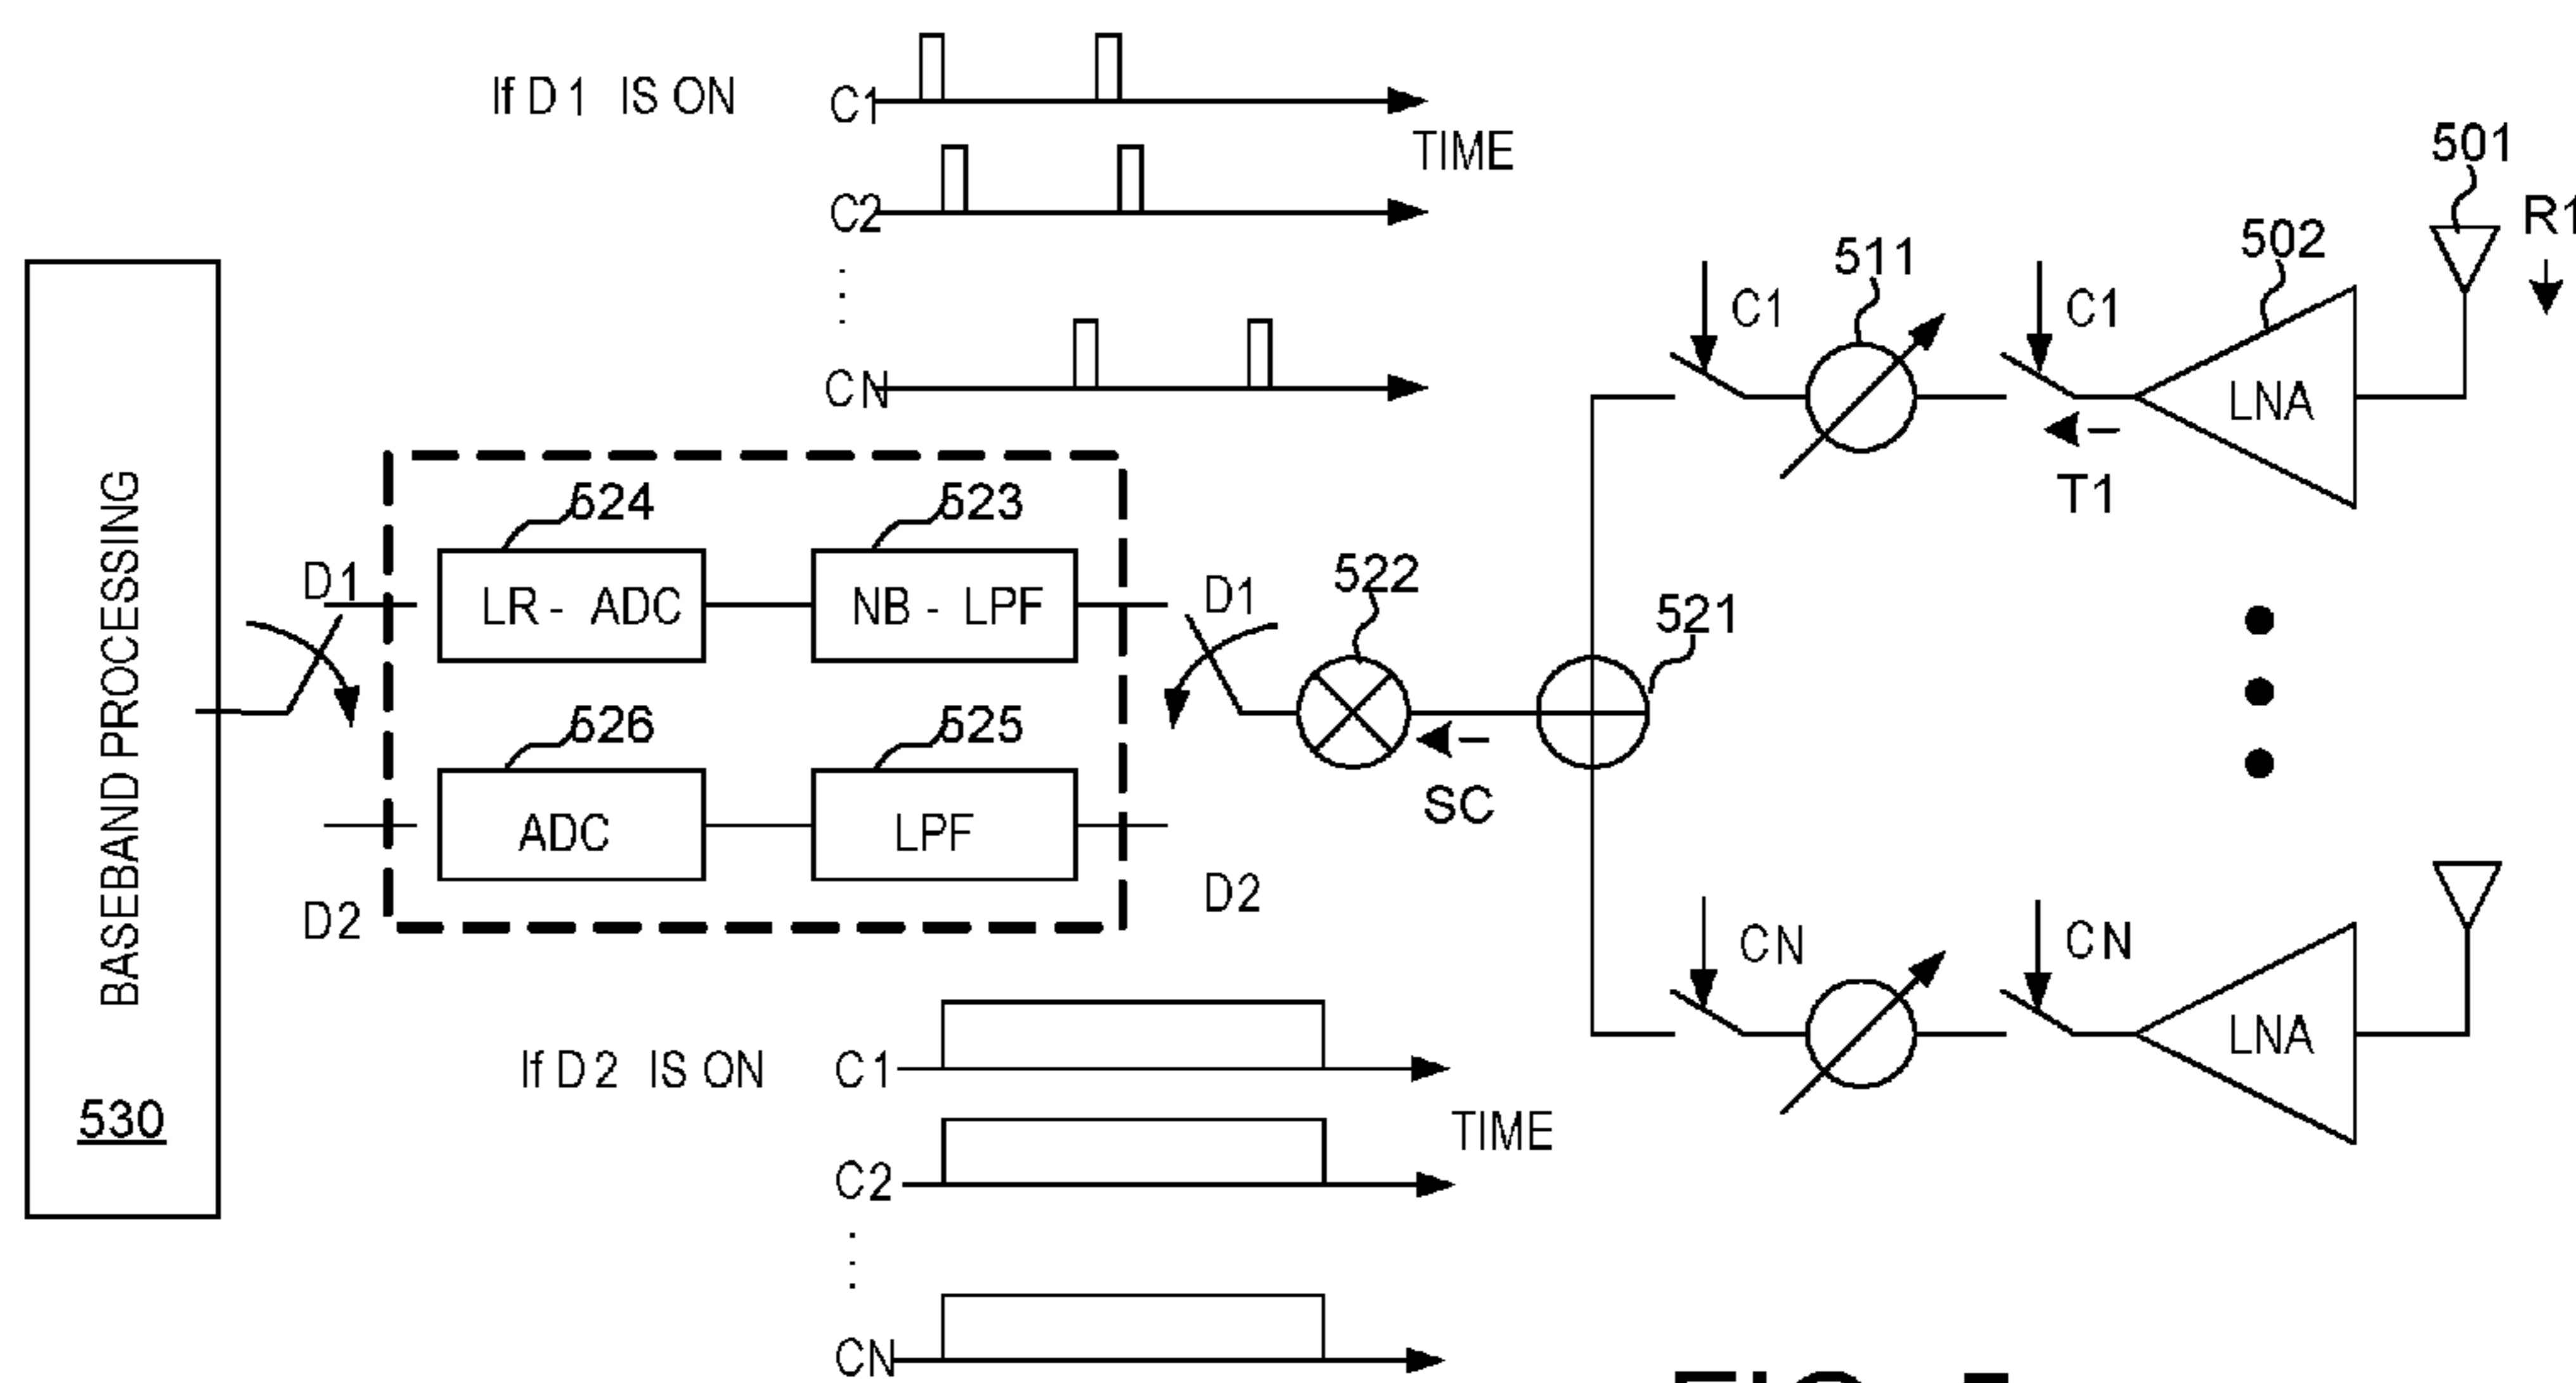 If D1 IS ON
C1
TIME
C2
CN
501
R1
502
511
C1
C1
LNA
T1
BASEBAND PROCESSING
530
524
523
D1
LR - ADC
NB - LPF
D1
522
521
526
525
ADC
LPF
SC
D2
D2
CN
CN
LNA
If D2 IS ON
C1
TIME
C2
CN